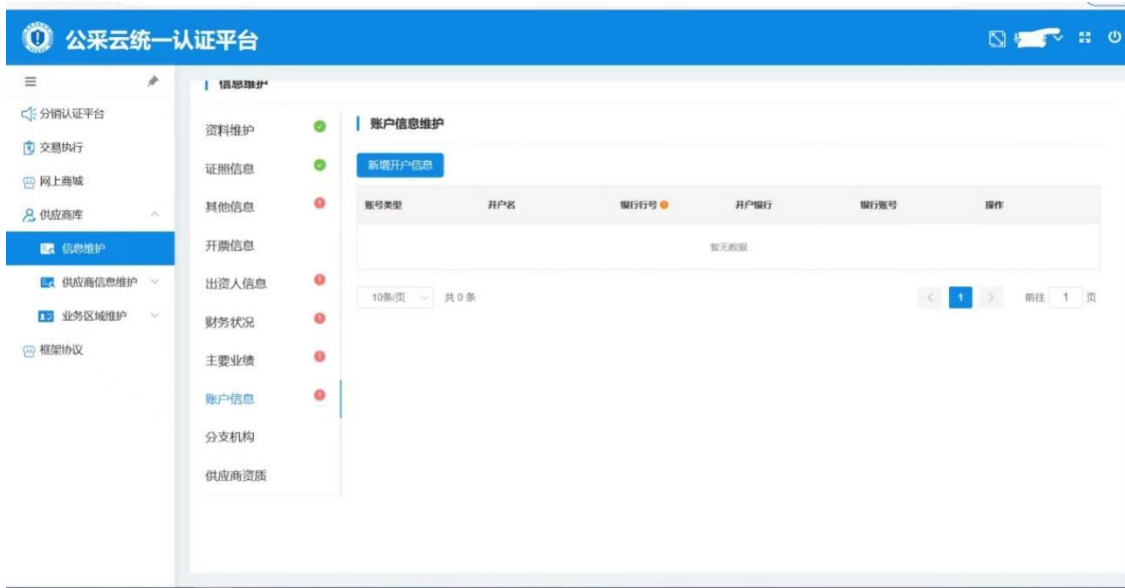 公采云统一认证平台
信息维护
分销认证平台
交易执行
网上商城
供应商库
信息维护
供应商信息维护
业务区域维护
框架协议
资料维护
证照信息
其他信息
开票信息
出资人信息
财务状况
主要业绩
账户信息
分支机构
供应商资质
账户信息维护
新增开户信息
账号类型 开户名 银行行号 开户银行 银行账号 操作
暂无数据
10条/页 共 0 条 1 前往 1 页